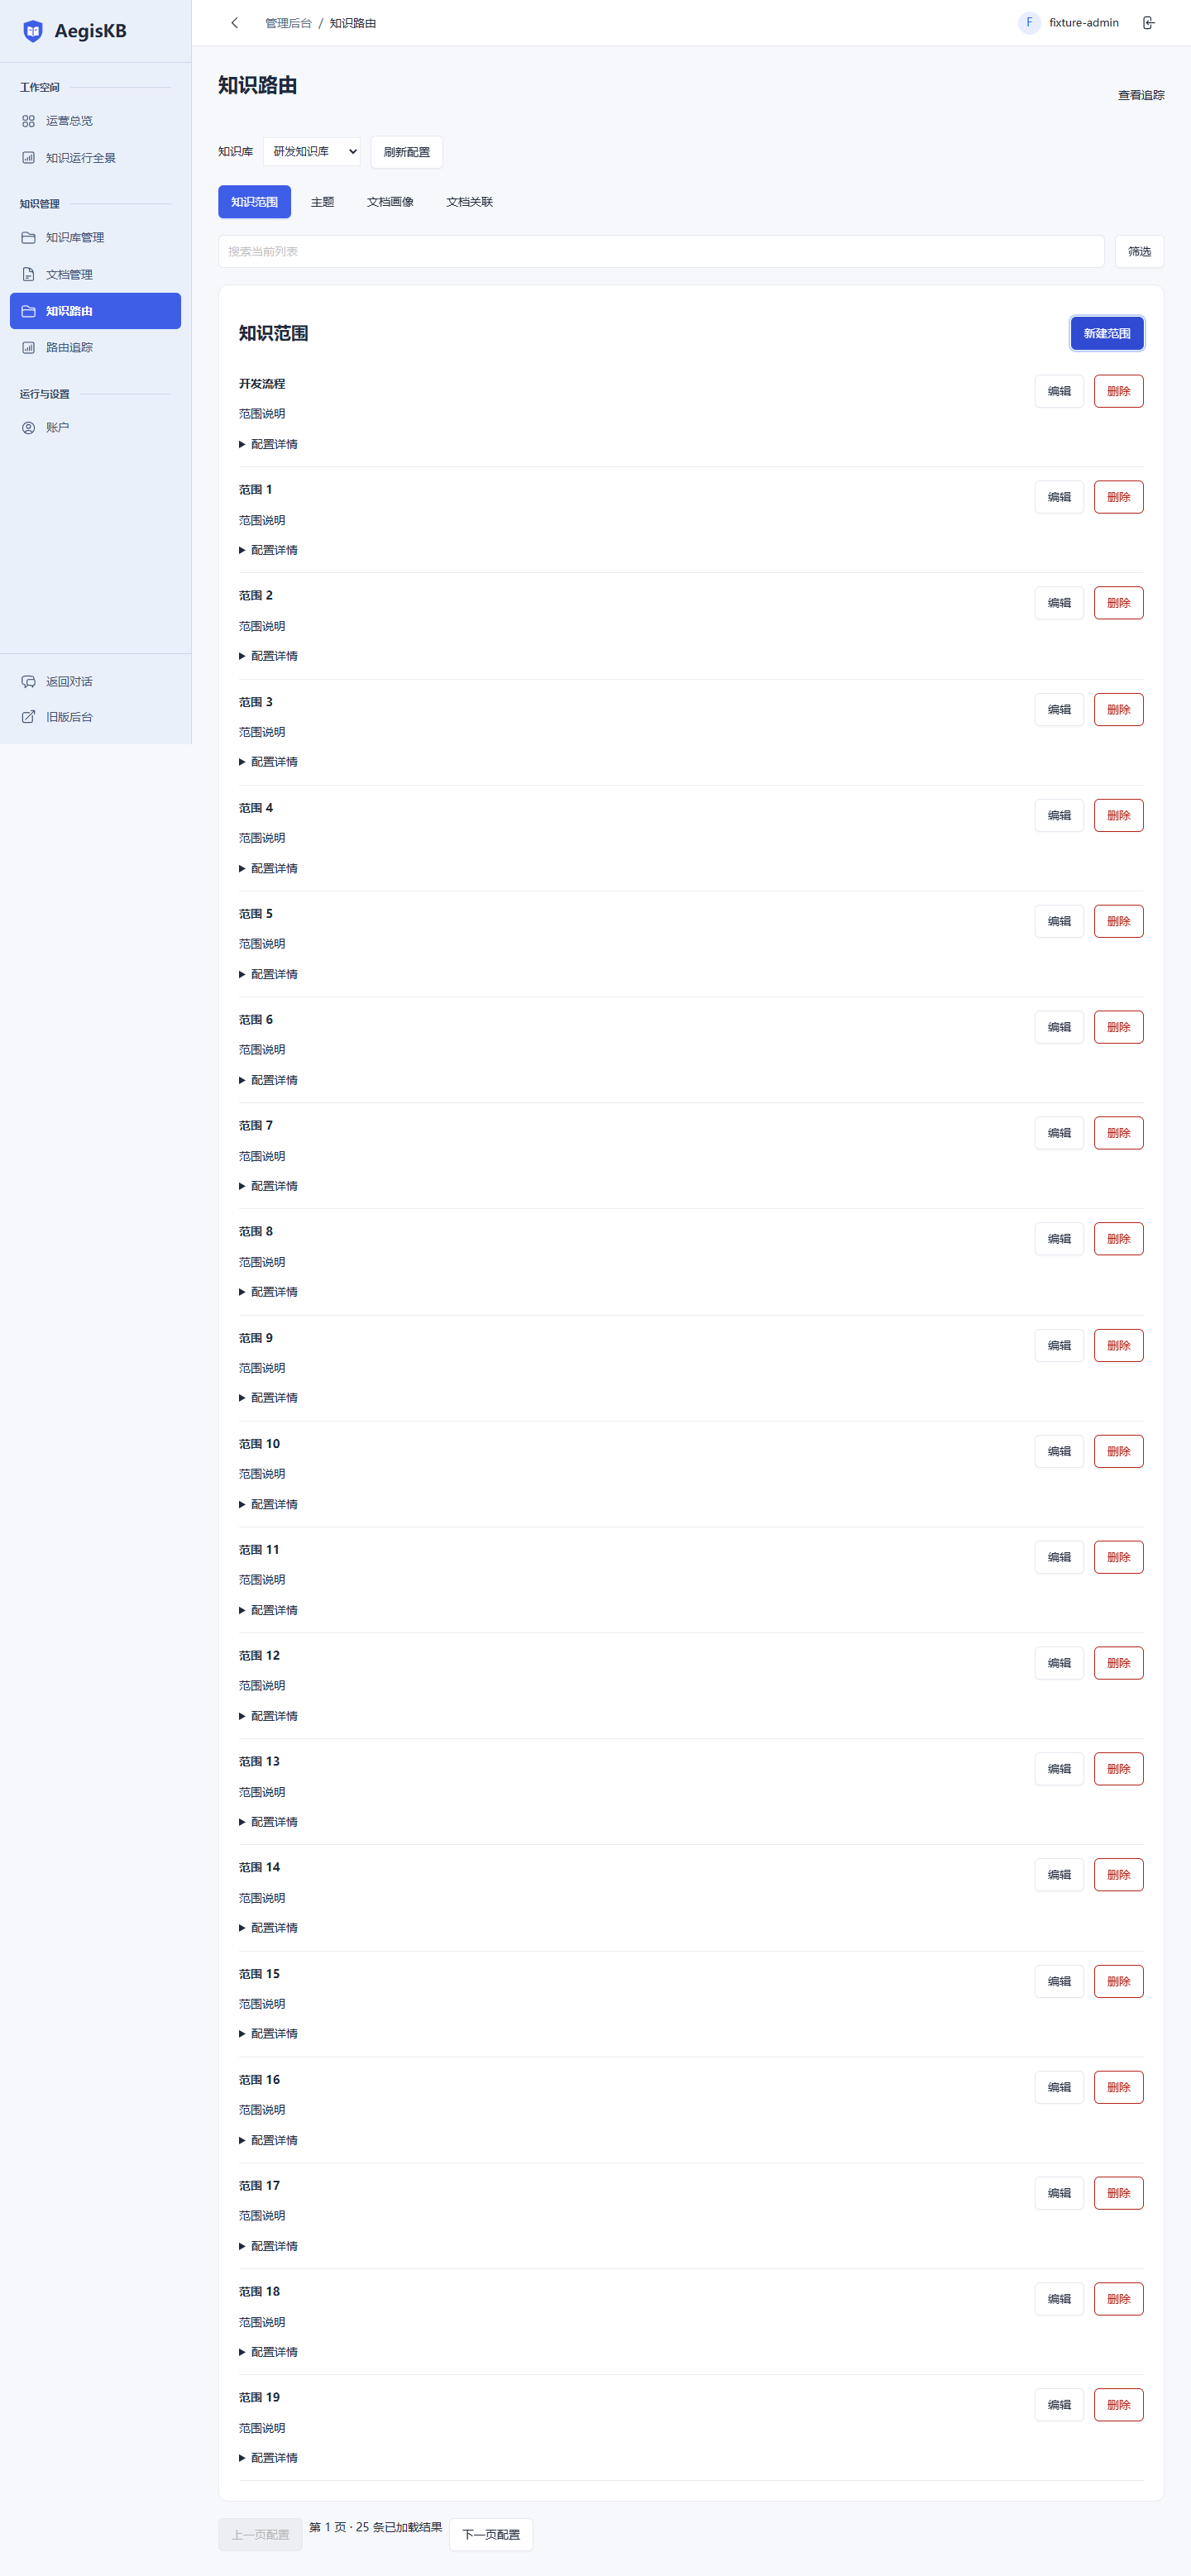 AegisKB
管理后台 / 知识路由
F fixture-admin
工作空间
运营总览
知识运行全景
知识管理
知识库管理
文档管理
知识路由
路由追踪
运行与设置
账户
返回对话
旧版后台
知识路由
查看追踪
知识库 研发知识库 刷新配置
知识范围 主题 文档画像 文档关联
搜索当前列表 筛选
知识范围 新建范围
开发流程 编辑 删除
范围说明
配置详情
范围 1 编辑 删除
范围说明
配置详情
范围 2 编辑 删除
范围说明
配置详情
范围 3 编辑 删除
范围说明
配置详情
范围 4 编辑 删除
范围说明
配置详情
范围 5 编辑 删除
范围说明
配置详情
范围 6 编辑 删除
范围说明
配置详情
范围 7 编辑 删除
范围说明
配置详情
范围 8 编辑 删除
范围说明
配置详情
范围 9 编辑 删除
范围说明
配置详情
范围 10 编辑 删除
范围说明
配置详情
范围 11 编辑 删除
范围说明
配置详情
范围 12 编辑 删除
范围说明
配置详情
范围 13 编辑 删除
范围说明
配置详情
范围 14 编辑 删除
范围说明
配置详情
范围 15 编辑 删除
范围说明
配置详情
范围 16 编辑 删除
范围说明
配置详情
范围 17 编辑 删除
范围说明
配置详情
范围 18 编辑 删除
范围说明
配置详情
范围 19 编辑 删除
范围说明
配置详情
上一页配置 第 1 页 · 25 条已加载结果 下一页配置